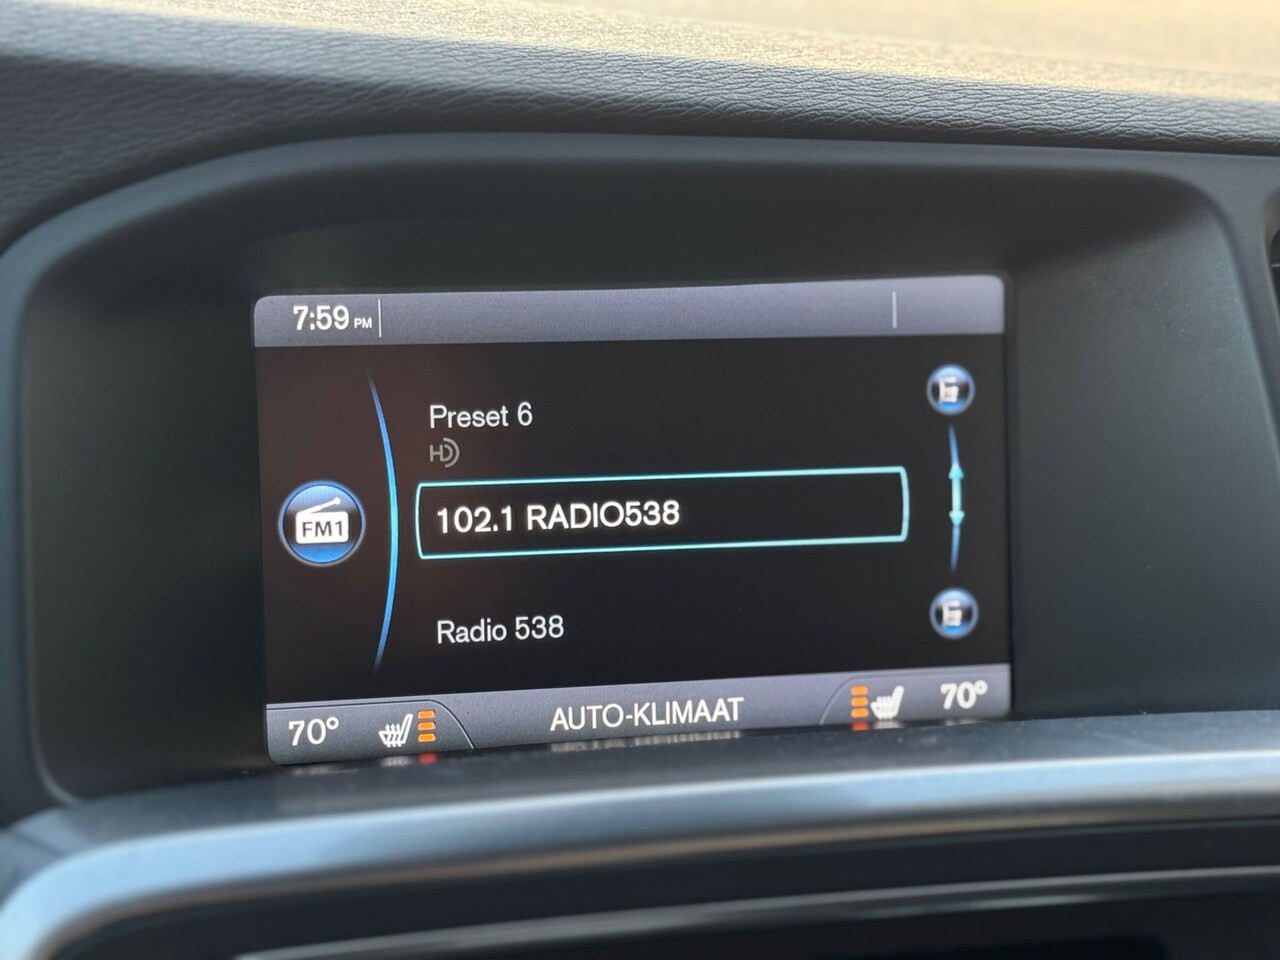 7:59 PM
Preset 6
HD
FM1
102.1 RADIO538
Radio 538
70° AUTO-KLIMAAT 70°